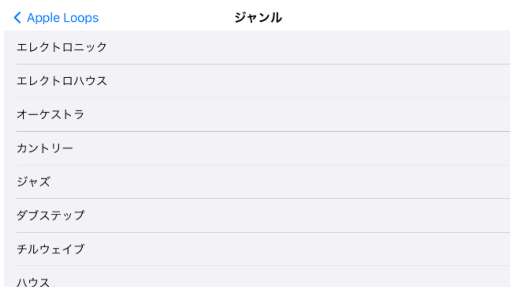 Apple Loops ジャンル
エレクトロニック
エレクトロハウス
オーケストラ
カントリー
ジャズ
ダブステップ
チルウェイブ
ハウス